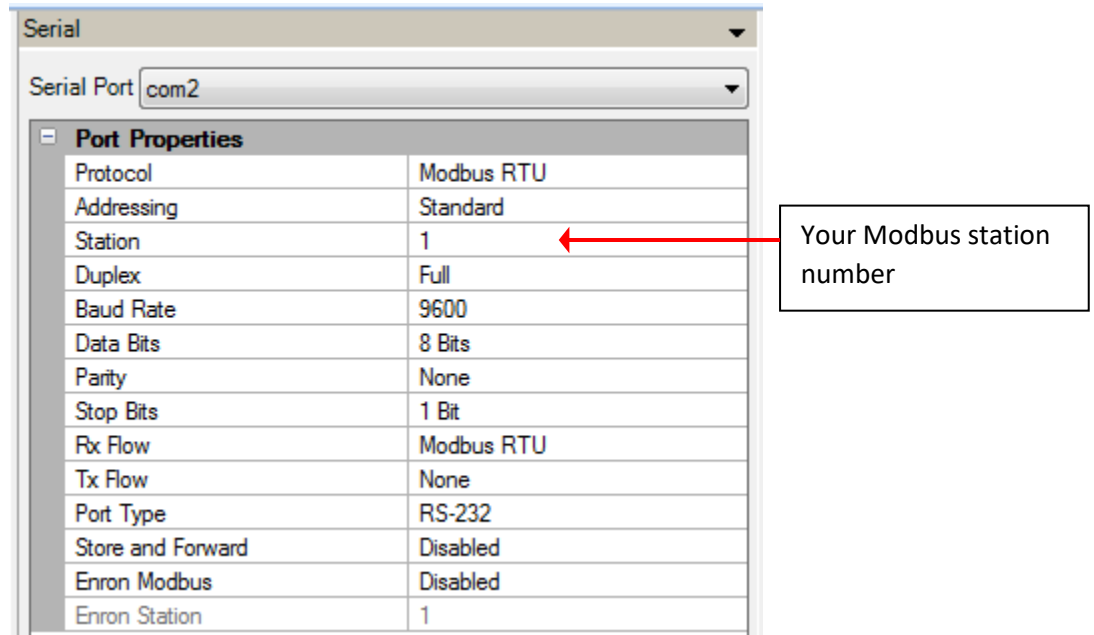 Serial
Serial Port com2
Port Properties
Protocol Modbus RTU
Addressing Standard
Station 1
Your Modbus station
number
Duplex Full
Baud Rate 9600
Data Bits 8 Bits
Parity None
Stop Bits 1 Bit
Rx Flow Modbus RTU
Tx Flow None
Port Type RS-232
Store and Forward Disabled
Enron Modbus Disabled
Enron Station 1